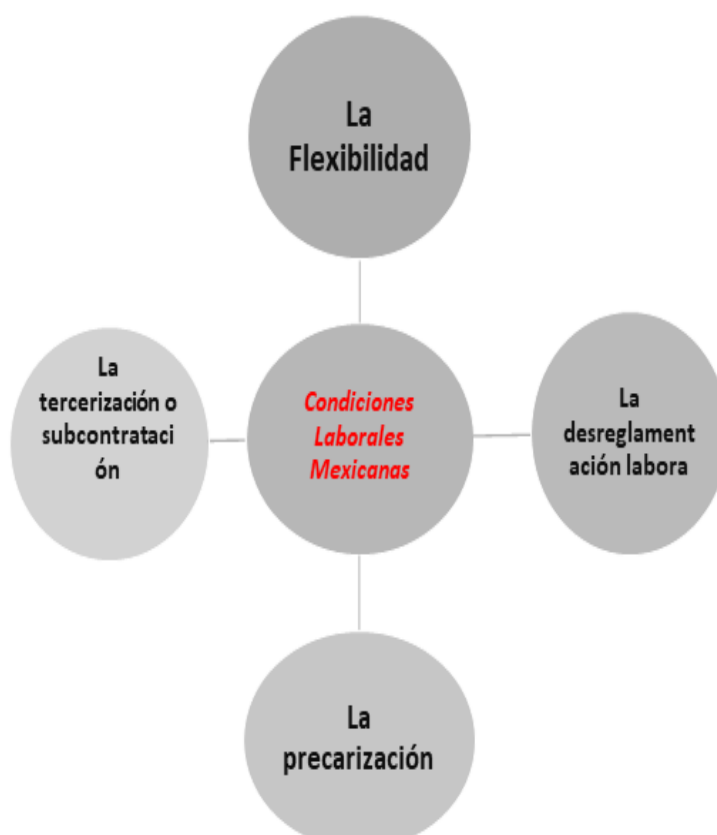 La
Flexibilidad
La
tercerización o
subcontrataci
ón
Condiciones
Laborales
Mexicanas
La
desreglament
ación labora
La
precarización